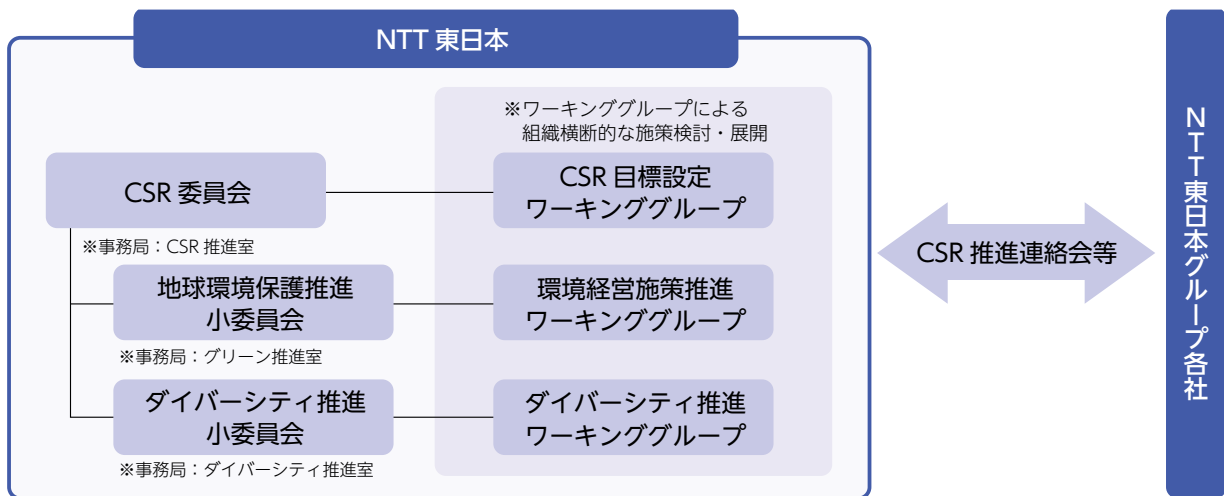 NTT 東日本
※ワーキンググループによる
組織横断的な施策検討・展開
CSR 委員会
CSR 目標設定
ワーキンググループ
※事務局：CSR 推進室
地球環境保護推進
小委員会
環境経営施策推進
ワーキンググループ
※事務局：グリーン推進室
ダイバーシティ推進
小委員会
ダイバーシティ推進
ワーキンググループ
※事務局：ダイバーシティ推進室
CSR 推進連絡会等
NTT東日本グループ各社